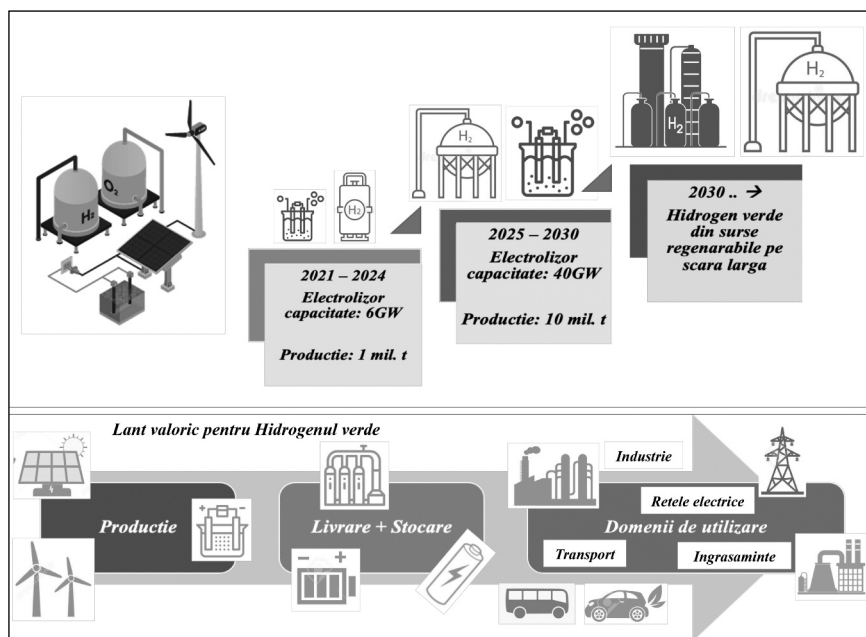 H₂
O₂
H₂
H₂
H₂
H₂
2021 – 2024
Electrolizor
capacitate: 6GW
Productie: 1 mil. t
2025 – 2030
Electrolizor
capacitate: 40GW
Productie: 10 mil. t
2030 .. →
Hidrogen verde
din surse
regenarabile pe
scara larga
Lant valoric pentru Hidrogenul verde
Productie
Livrare + Stocare
Industrie
Retele electrice
Domenii de utilizare
Transport
Ingrasaminte